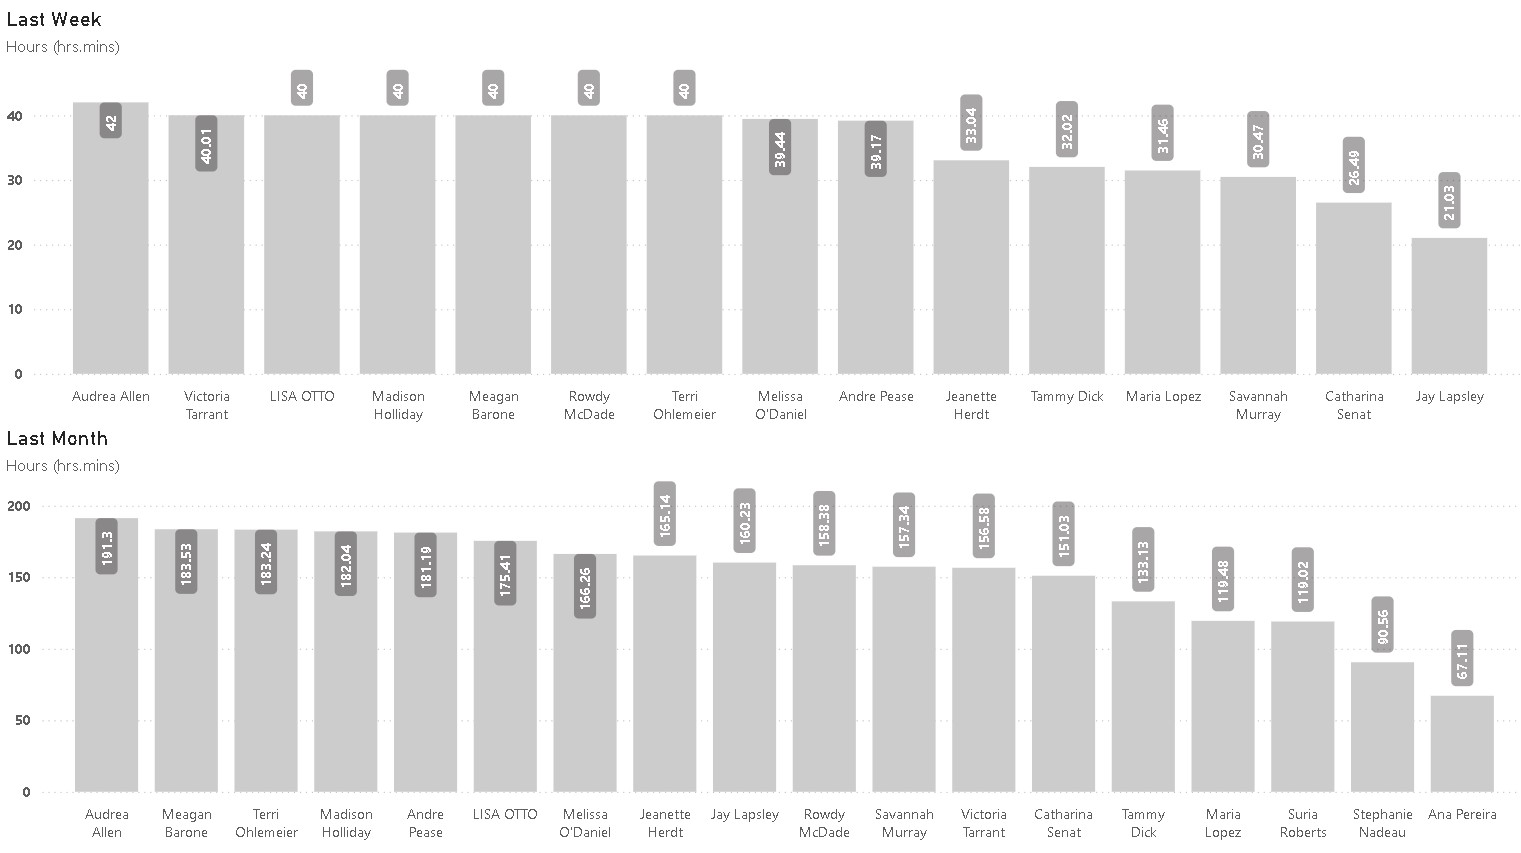 Last Week
Hours (hrs.mins)
40
30
20
10
0
42
40.01
40
40
40
40
40
39.44
39.17
33.04
32.02
31.46
30.47
26.49
21.03
Audrea Allen
Victoria
Tarrant
LISA OTTO
Madison
Holliday
Meagan
Barone
Rowdy
McDade
Terri
Ohlemeier
Melissa
O'Daniel
Andre Pease
Jeanette
Herdt
Tammy Dick
Maria Lopez
Savannah
Murray
Catharina
Senat
Jay Lapsley
Last Month
Hours (hrs.mins)
200
150
100
50
0
191.3
183.53
183.24
182.04
181.19
175.41
166.26
165.14
160.23
158.38
157.34
156.58
151.03
133.13
119.48
119.02
90.56
67.11
Audrea
Allen
Meagan
Barone
Terri
Ohlemeier
Madison
Holliday
Andre
Pease
LISA OTTO
Melissa
O'Daniel
Jeanette
Herdt
Jay Lapsley
Rowdy
McDade
Savannah
Murray
Victoria
Tarrant
Catharina
Senat
Tammy
Dick
Maria
Lopez
Suria
Roberts
Stephanie
Nadeau
Ana Pereira